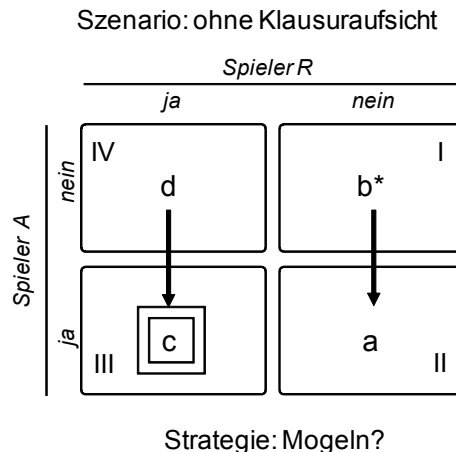 Szenario: ohne Klausuraufsicht
Spieler R
ja nein
Spieler A
nein
IV I
d b*
ja
c a
III II
Strategie: Mogeln?